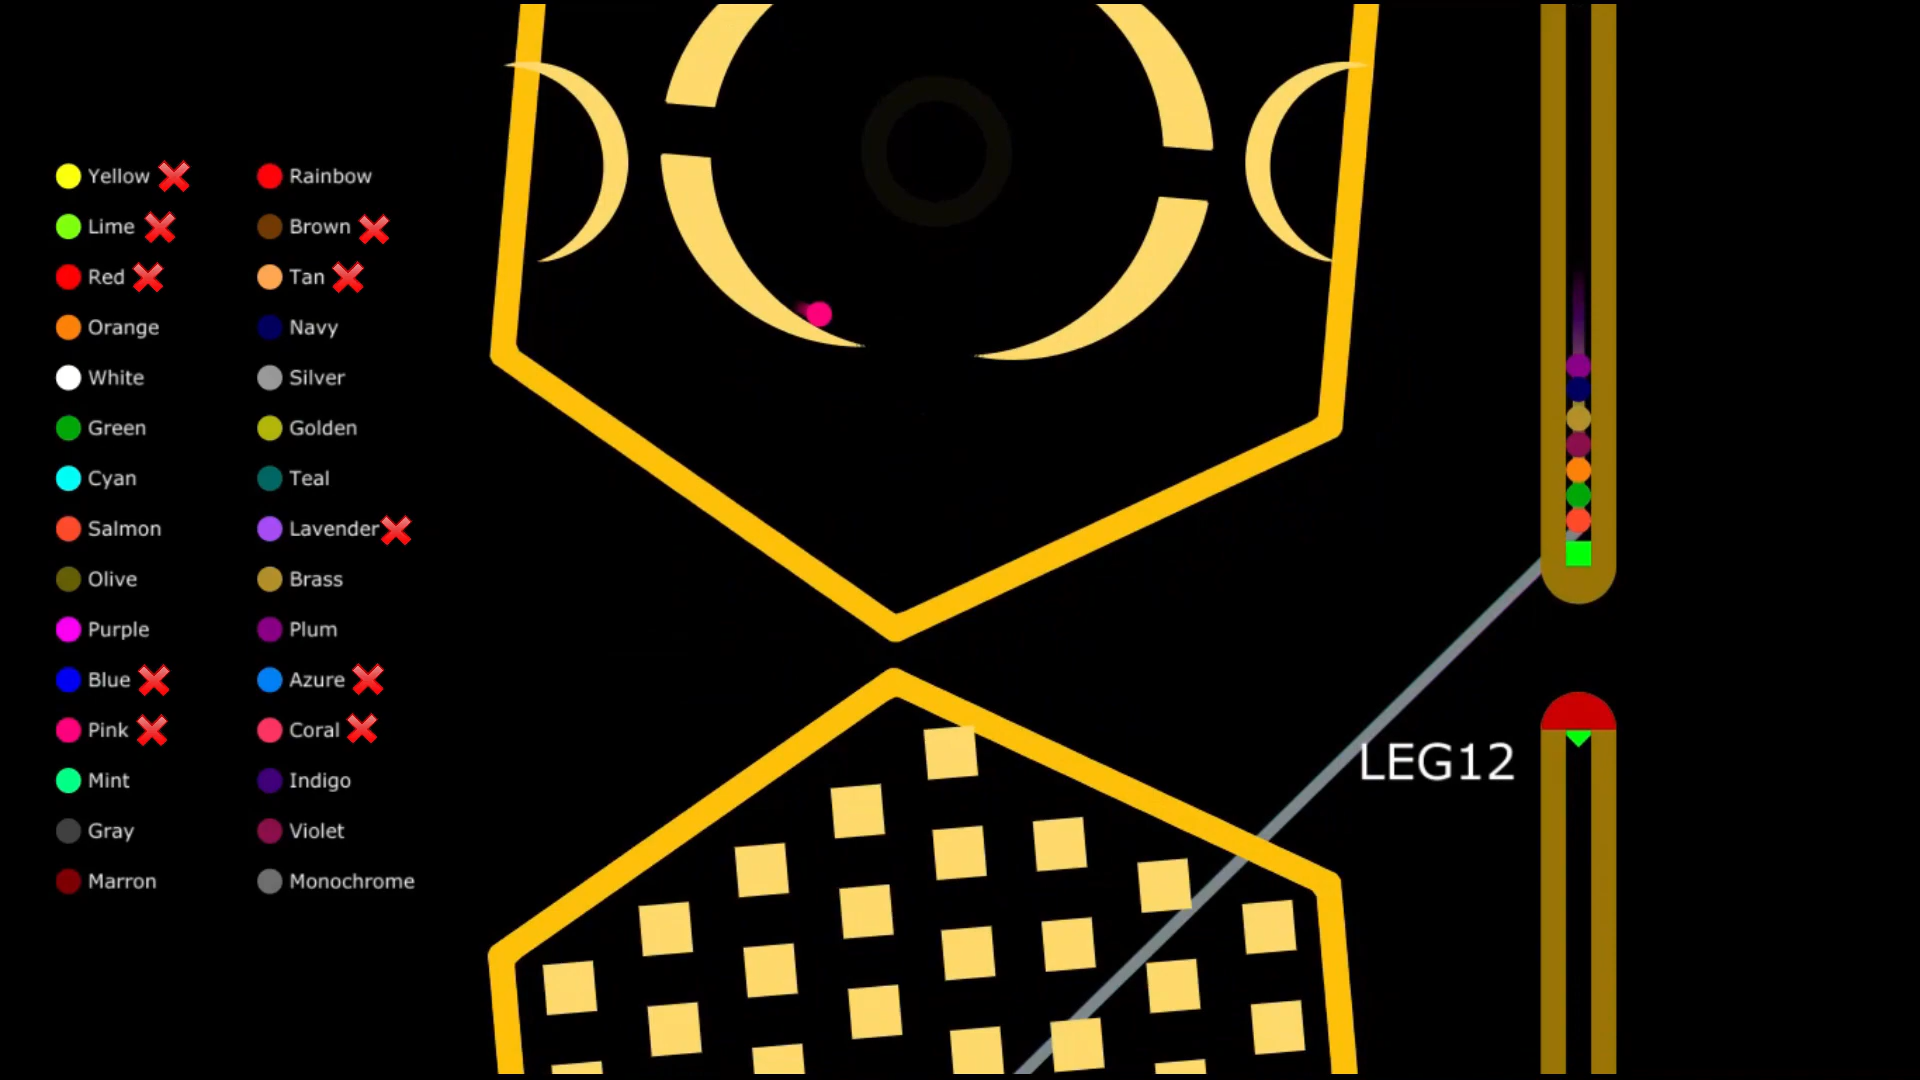 Yellow
Lime
Red
Orange
White
Green
Cyan
Salmon
Olive
Purple
Blue
Pink
Mint
Gray
Marron
Rainbow
Brown
Tan
Navy
Silver
Golden
Teal
Lavender
Brass
Plum
Azure
Coral
Indigo
Violet
Monochrome
LEG12